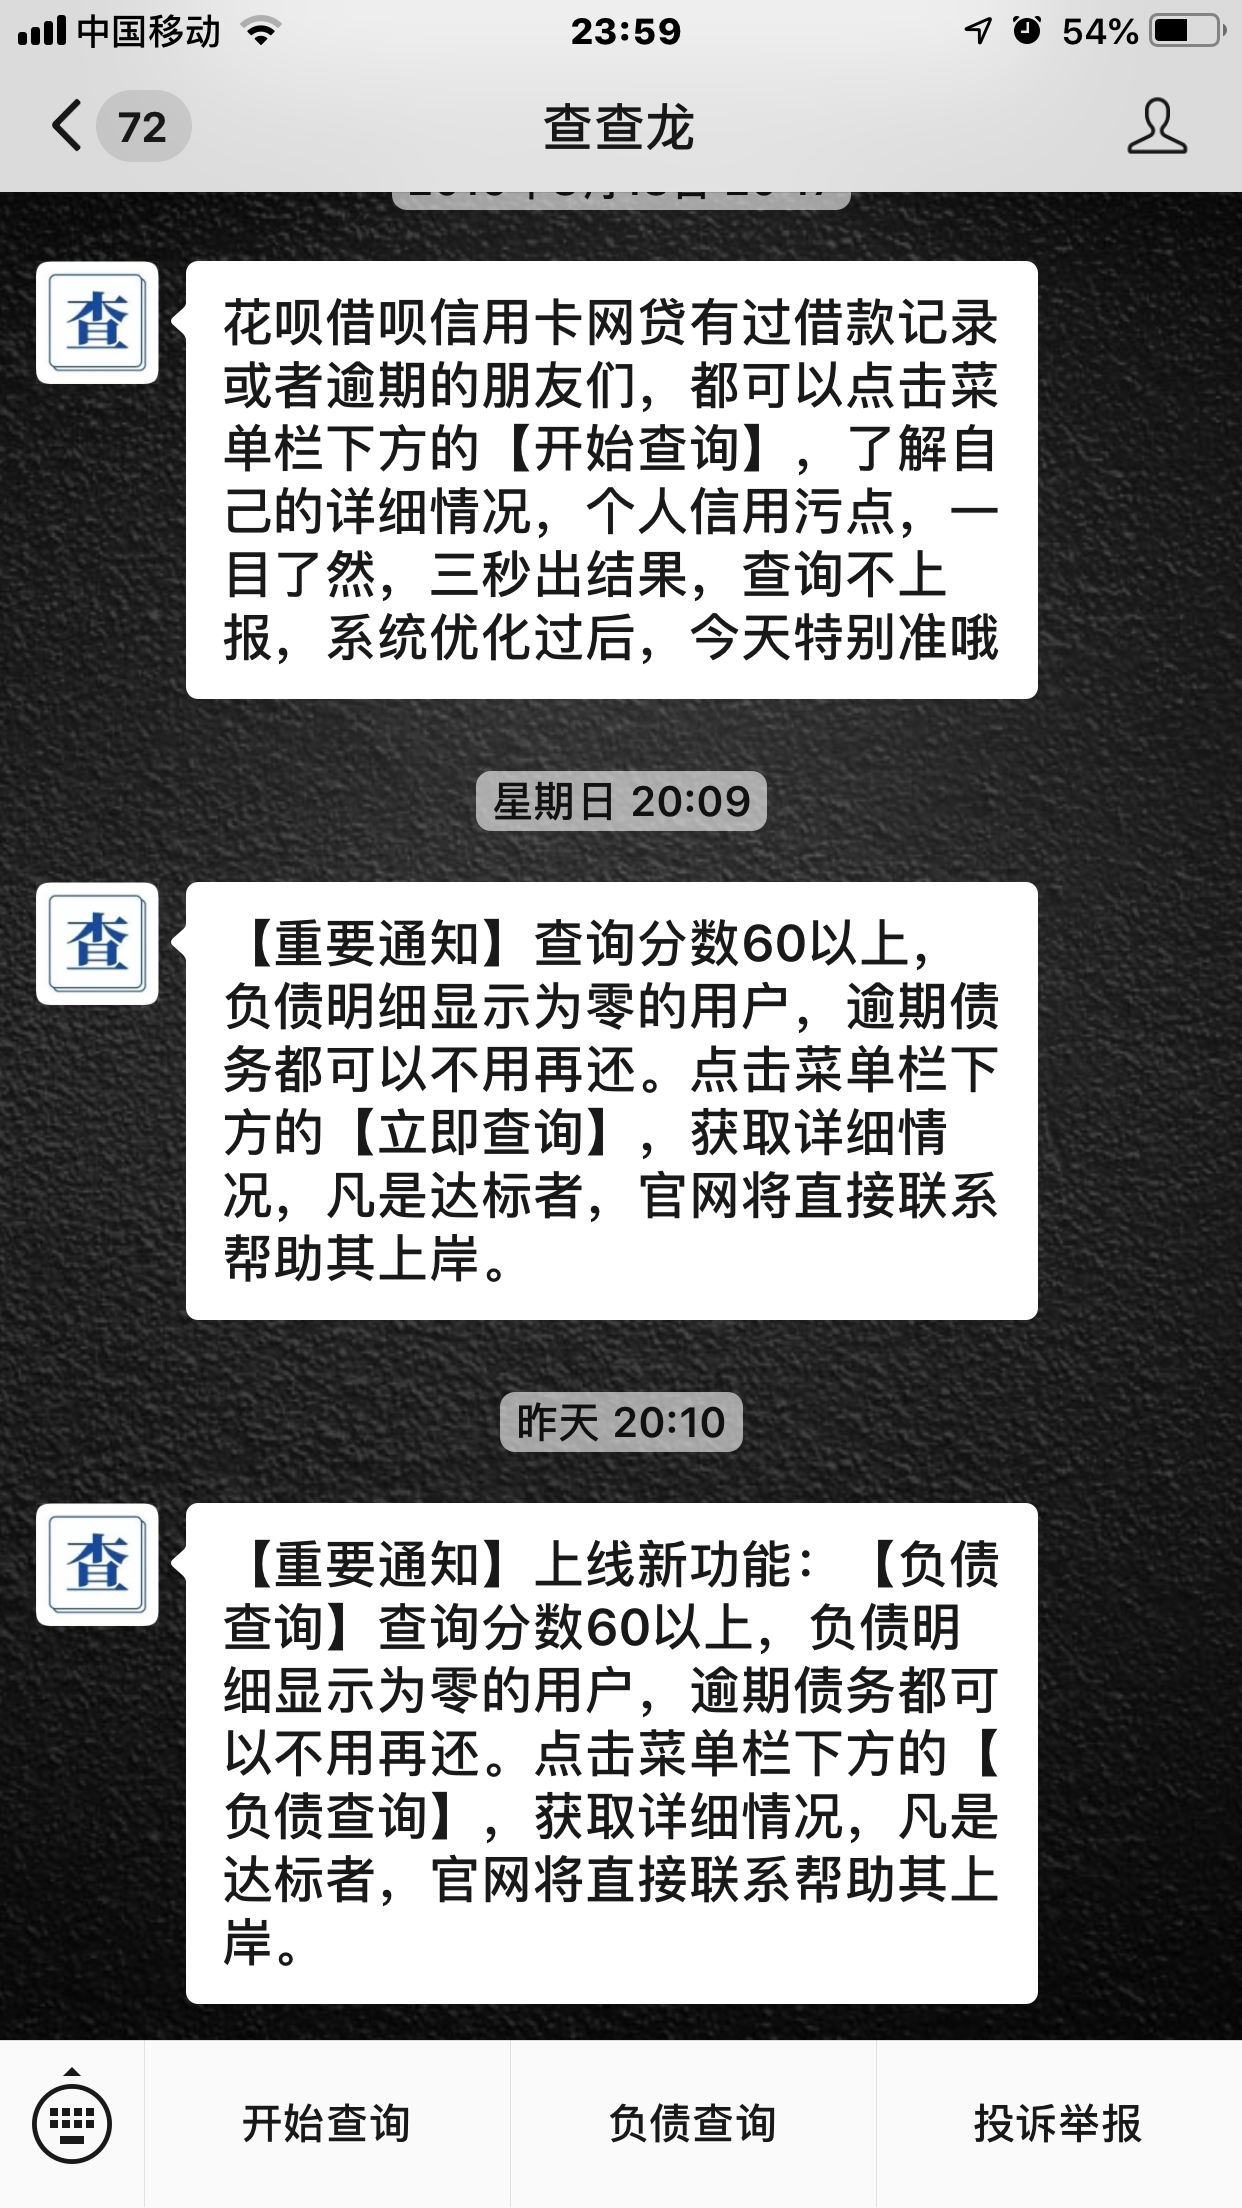 中国移动
23:59
54%
72
查查龙
查
花呗借呗信用卡网贷有过借款记录
或者逾期的朋友们，都可以点击菜
单栏下方的【开始查询】，了解自
己的详细情况，个人信用污点，一
目了然，三秒出结果，查询不上
报，系统优化过后，今天特别准哦
星期日 20:09
查
【重要通知】查询分数60以上，
负债明细显示为零的用户，逾期债
务都可以不用再还。点击菜单栏下
方的【立即查询】，获取详细情
况，凡是达标者，官网将直接联系
帮助其上岸。
昨天 20:10
查
【重要通知】上线新功能：【负债
查询】查询分数60以上，负债明
细显示为零的用户，逾期债务都可
以不用再还。点击菜单栏下方的【
负债查询】，获取详细情况，凡是
达标者，官网将直接联系帮助其上
岸。
开始查询
负债查询
投诉举报